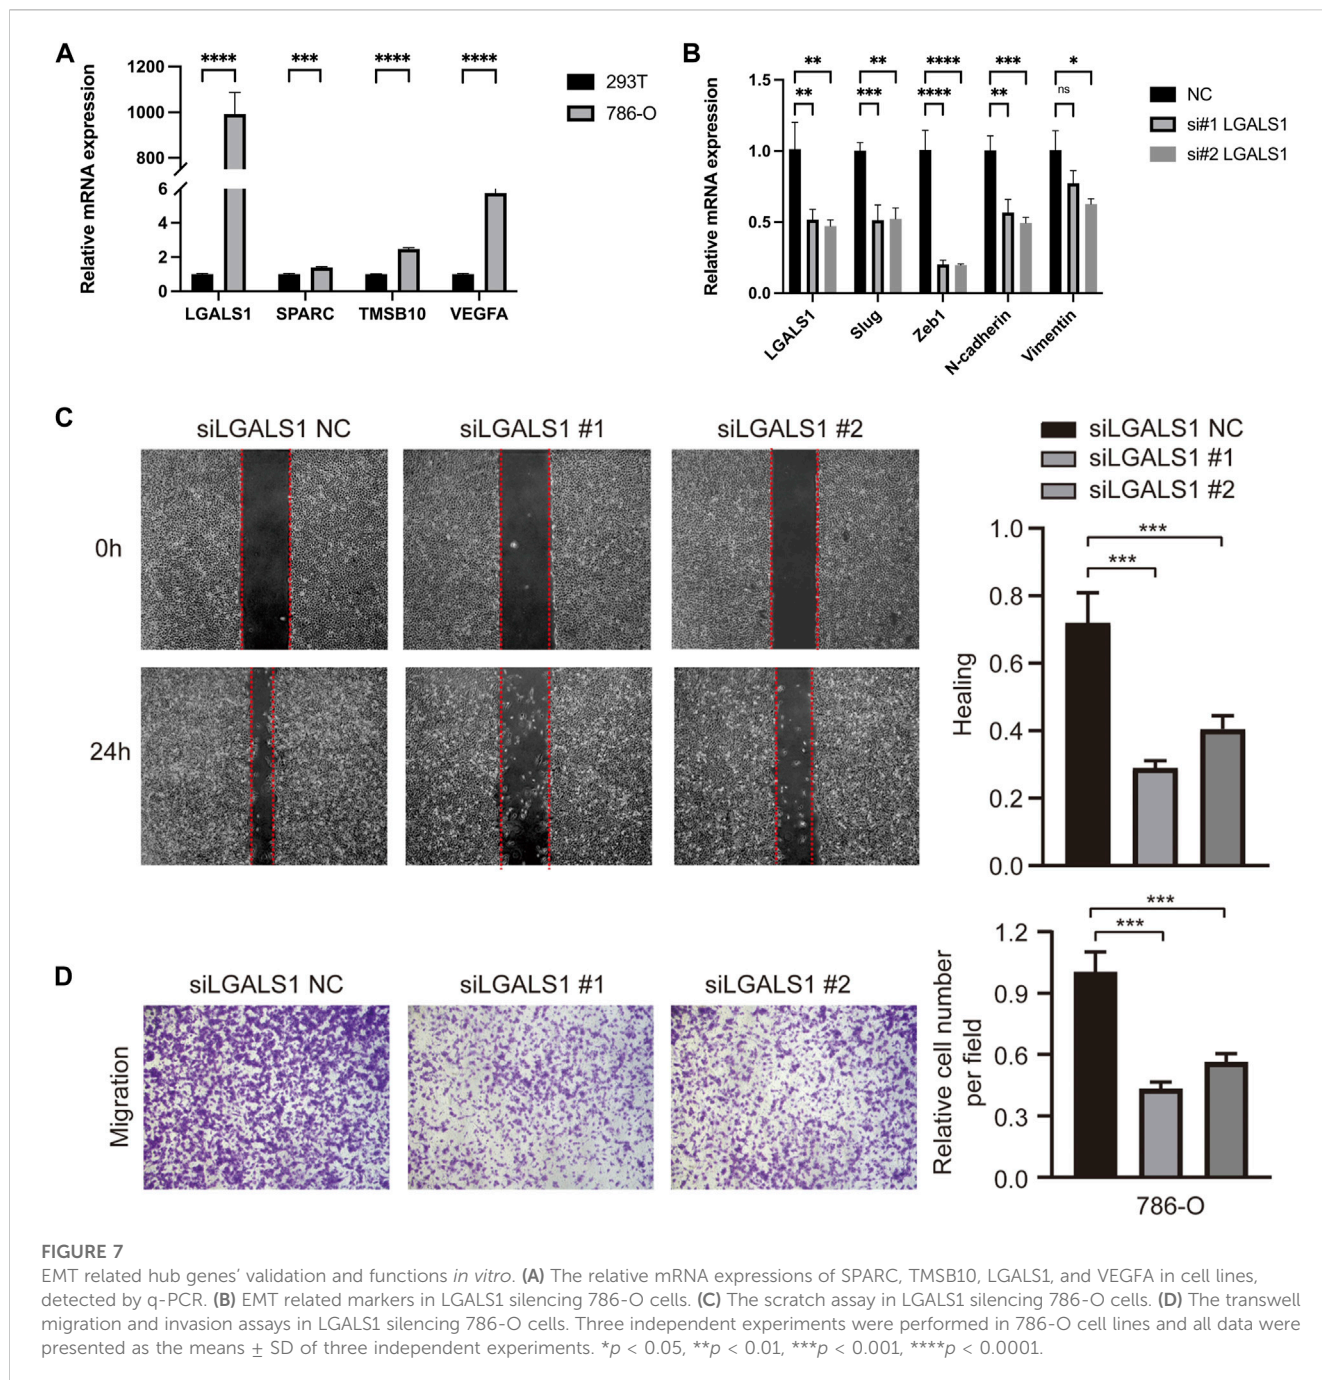 A
Relative mRNA expression
1200
1000
800
6
4
2
0
****
***
****
****
LGALS1
SPARC
TMSB10
VEGFA
293T
786-O
B
Relative mRNA expression
1.5
1.0
0.5
0.0
**
**
**
***
****
****
***
**
*
ns
LGALS1
Slug
Zeb1
N-cadherin
Vimentin
NC
si#1 LGALS1
si#2 LGALS1
C
siLGALS1 NC
siLGALS1 #1
siLGALS1 #2
0h
24h
siLGALS1 NC
siLGALS1 #1
siLGALS1 #2
Healing
1.0
0.8
0.6
0.4
0.2
0.0
***
***
D
siLGALS1 NC
siLGALS1 #1
siLGALS1 #2
Migration
Relative cell number
per field
1.2
0.9
0.6
0.3
0.0
***
***
786-O
FIGURE 7
EMT related hub genes’ validation and functions in vitro. (A) The relative mRNA expressions of SPARC, TMSB10, LGALS1, and VEGFA in cell lines,
detected by q-PCR. (B) EMT related markers in LGALS1 silencing 786-O cells. (C) The scratch assay in LGALS1 silencing 786-O cells. (D) The transwell
migration and invasion assays in LGALS1 silencing 786-O cells. Three independent experiments were performed in 786-O cell lines and all data were
presented as the means ± SD of three independent experiments. *p < 0.05, **p < 0.01, ***p < 0.001, ****p < 0.0001.